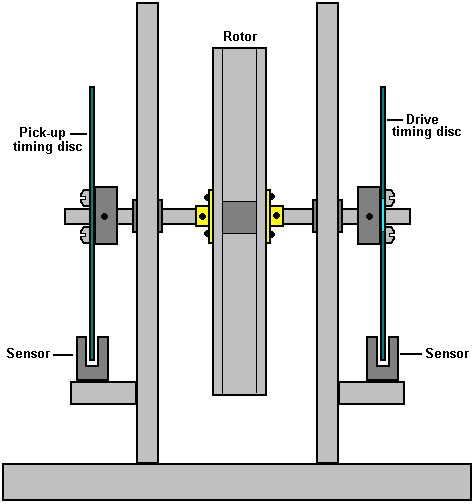 Rotor
Pick-up
timing disc
Drive
timing disc
Sensor
Sensor